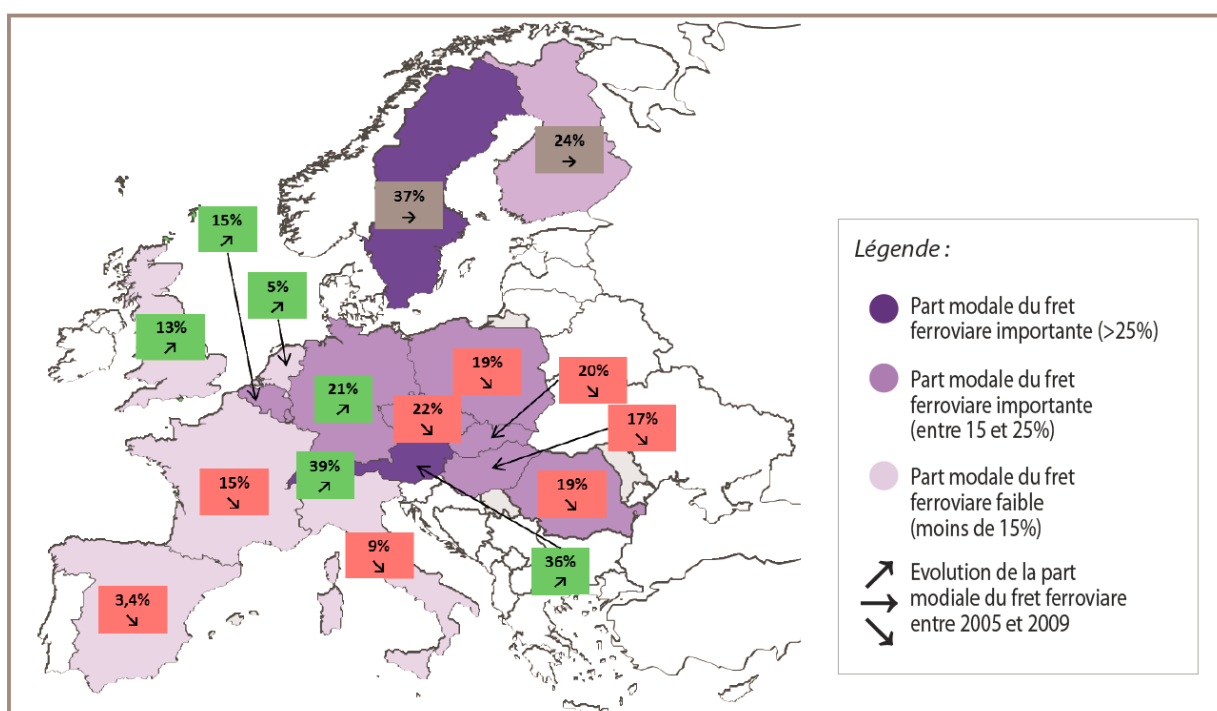 24%
→
37%
→
15%
↗
5%
↗
13%
↗
19%
↘
20%
↘
21%
↗
22%
↘
17%
↘
39%
↗
15%
↘
19%
↘
9%
↘
36%
↗
3,4%
↘
Légende :
Part modale du fret
ferroviaire importante (>25%)
Part modale du fret
ferroviaire importante
(entre 15 et 25%)
Part modale du fret
ferroviaire faible
(moins de 15%)
↗ Evolution de la part
→ modiale du fret ferroviare
↘ entre 2005 et 2009